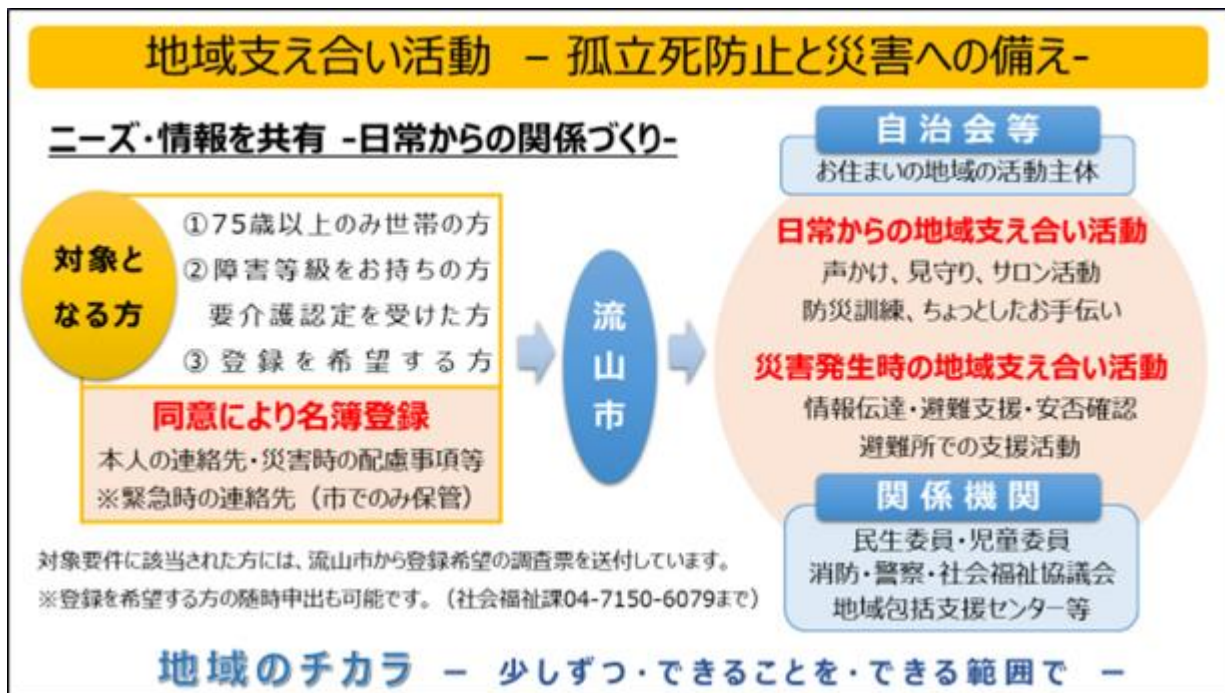 地域支え合い活動 - 孤立死防止と災害への備え-
ニーズ・情報を共有 -日常からの関係づくり-
対象と
なる方
①75歳以上のみ世帯の方
②障害等級をお持ちの方
要介護認定を受けた方
③登録を希望する方
同意により名簿登録
本人の連絡先・災害時の配慮事項等
※緊急時の連絡先（市でのみ保管）
流山市
自治会等
お住まいの地域の活動主体
日常からの地域支え合い活動
声かけ、見守り、サロン活動
防災訓練、ちょっとしたお手伝い
災害発生時の地域支え合い活動
情報伝達・避難支援・安否確認
避難所での支援活動
関係機関
民生委員・児童委員
消防・警察・社会福祉協議会
地域包括支援センター等
対象要件に該当された方には、流山市から登録希望の調査票を送付しています。
※登録を希望する方の随時申出も可能です。（社会福祉課04-7150-6079まで）
地域のチカラ － 少しずつ・できることを・できる範囲で －